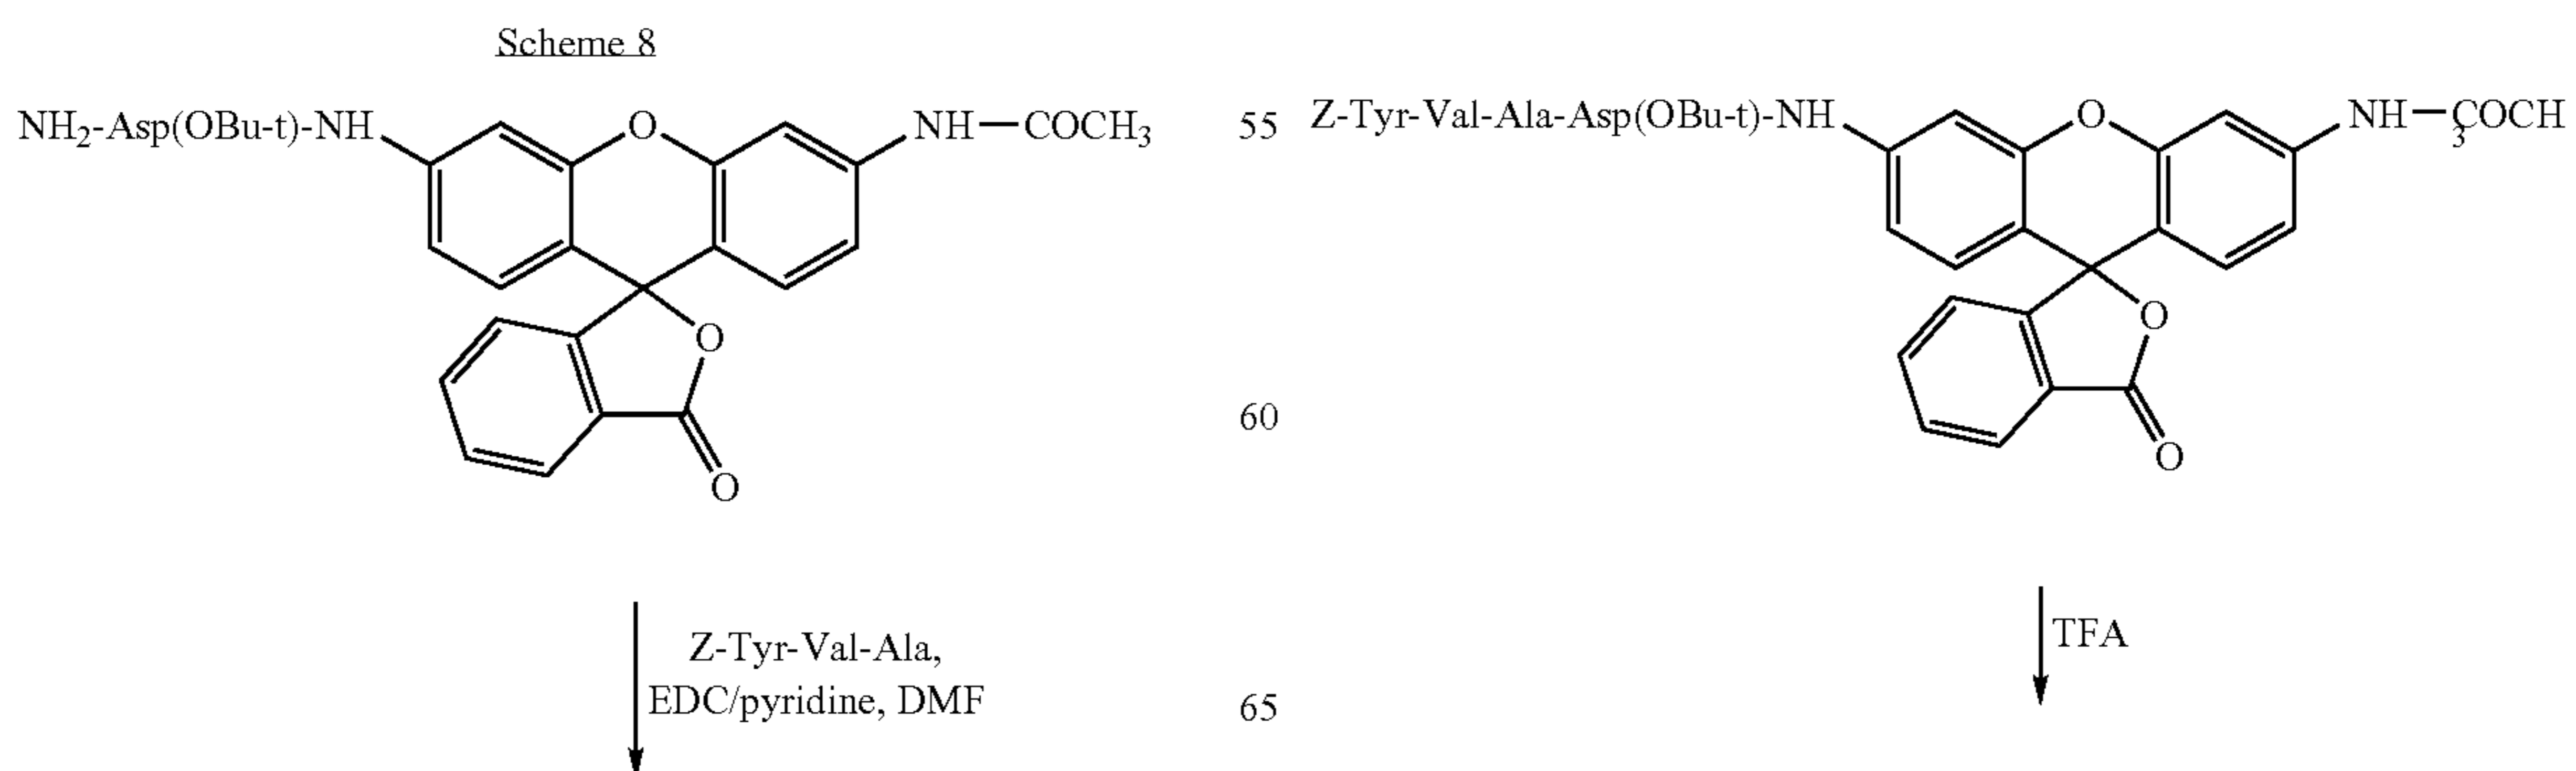 Scheme 8
NH2-Asp(OBu-t)-NH
O
NH—COCH3
O
O
Z-Tyr-Val-Ala,
EDC/pyridine, DMF
55
60
65
Z-Tyr-Val-Ala-Asp(OBu-t)-NH
O
NH—3COCH
O
O
TFA